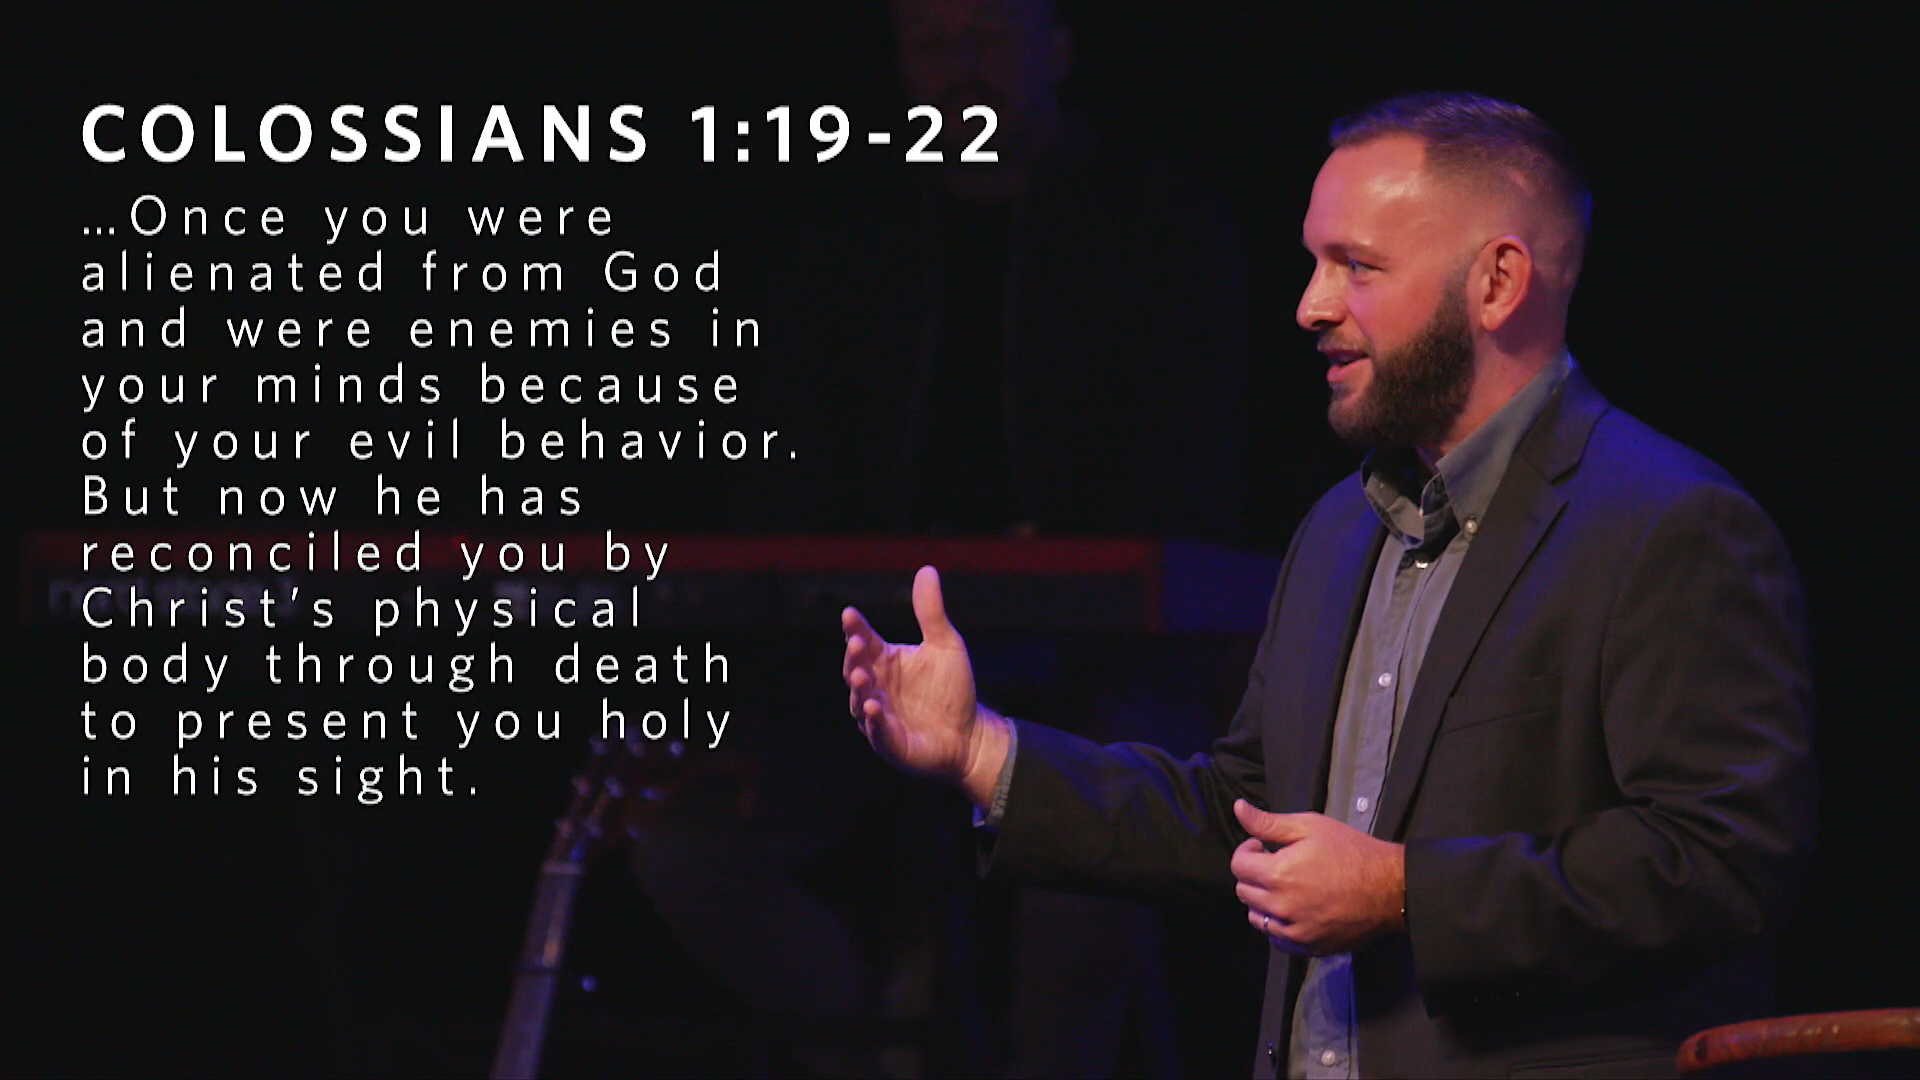 COLOSSIANS 1:19-22
…Once you were
alienated from God
and were enemies in
your minds because
of your evil behavior.
But now he has
reconciled you by
Christ’s physical
body through death
to present you holy
in his sight.